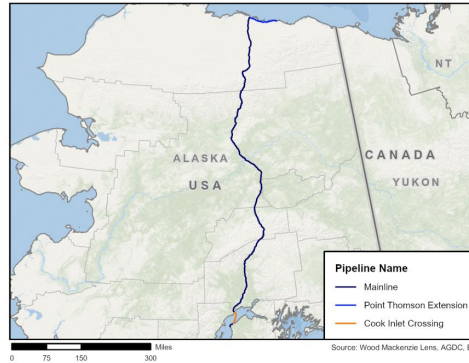 NT
ALASKA
CANADA
USA
YUKON
Pipeline Name
Mainline
Point Thomson Extension
Cook Inlet Crossing
Miles
0 75 150 300
Source: Wood Mackenzie Lens, AGDC, E